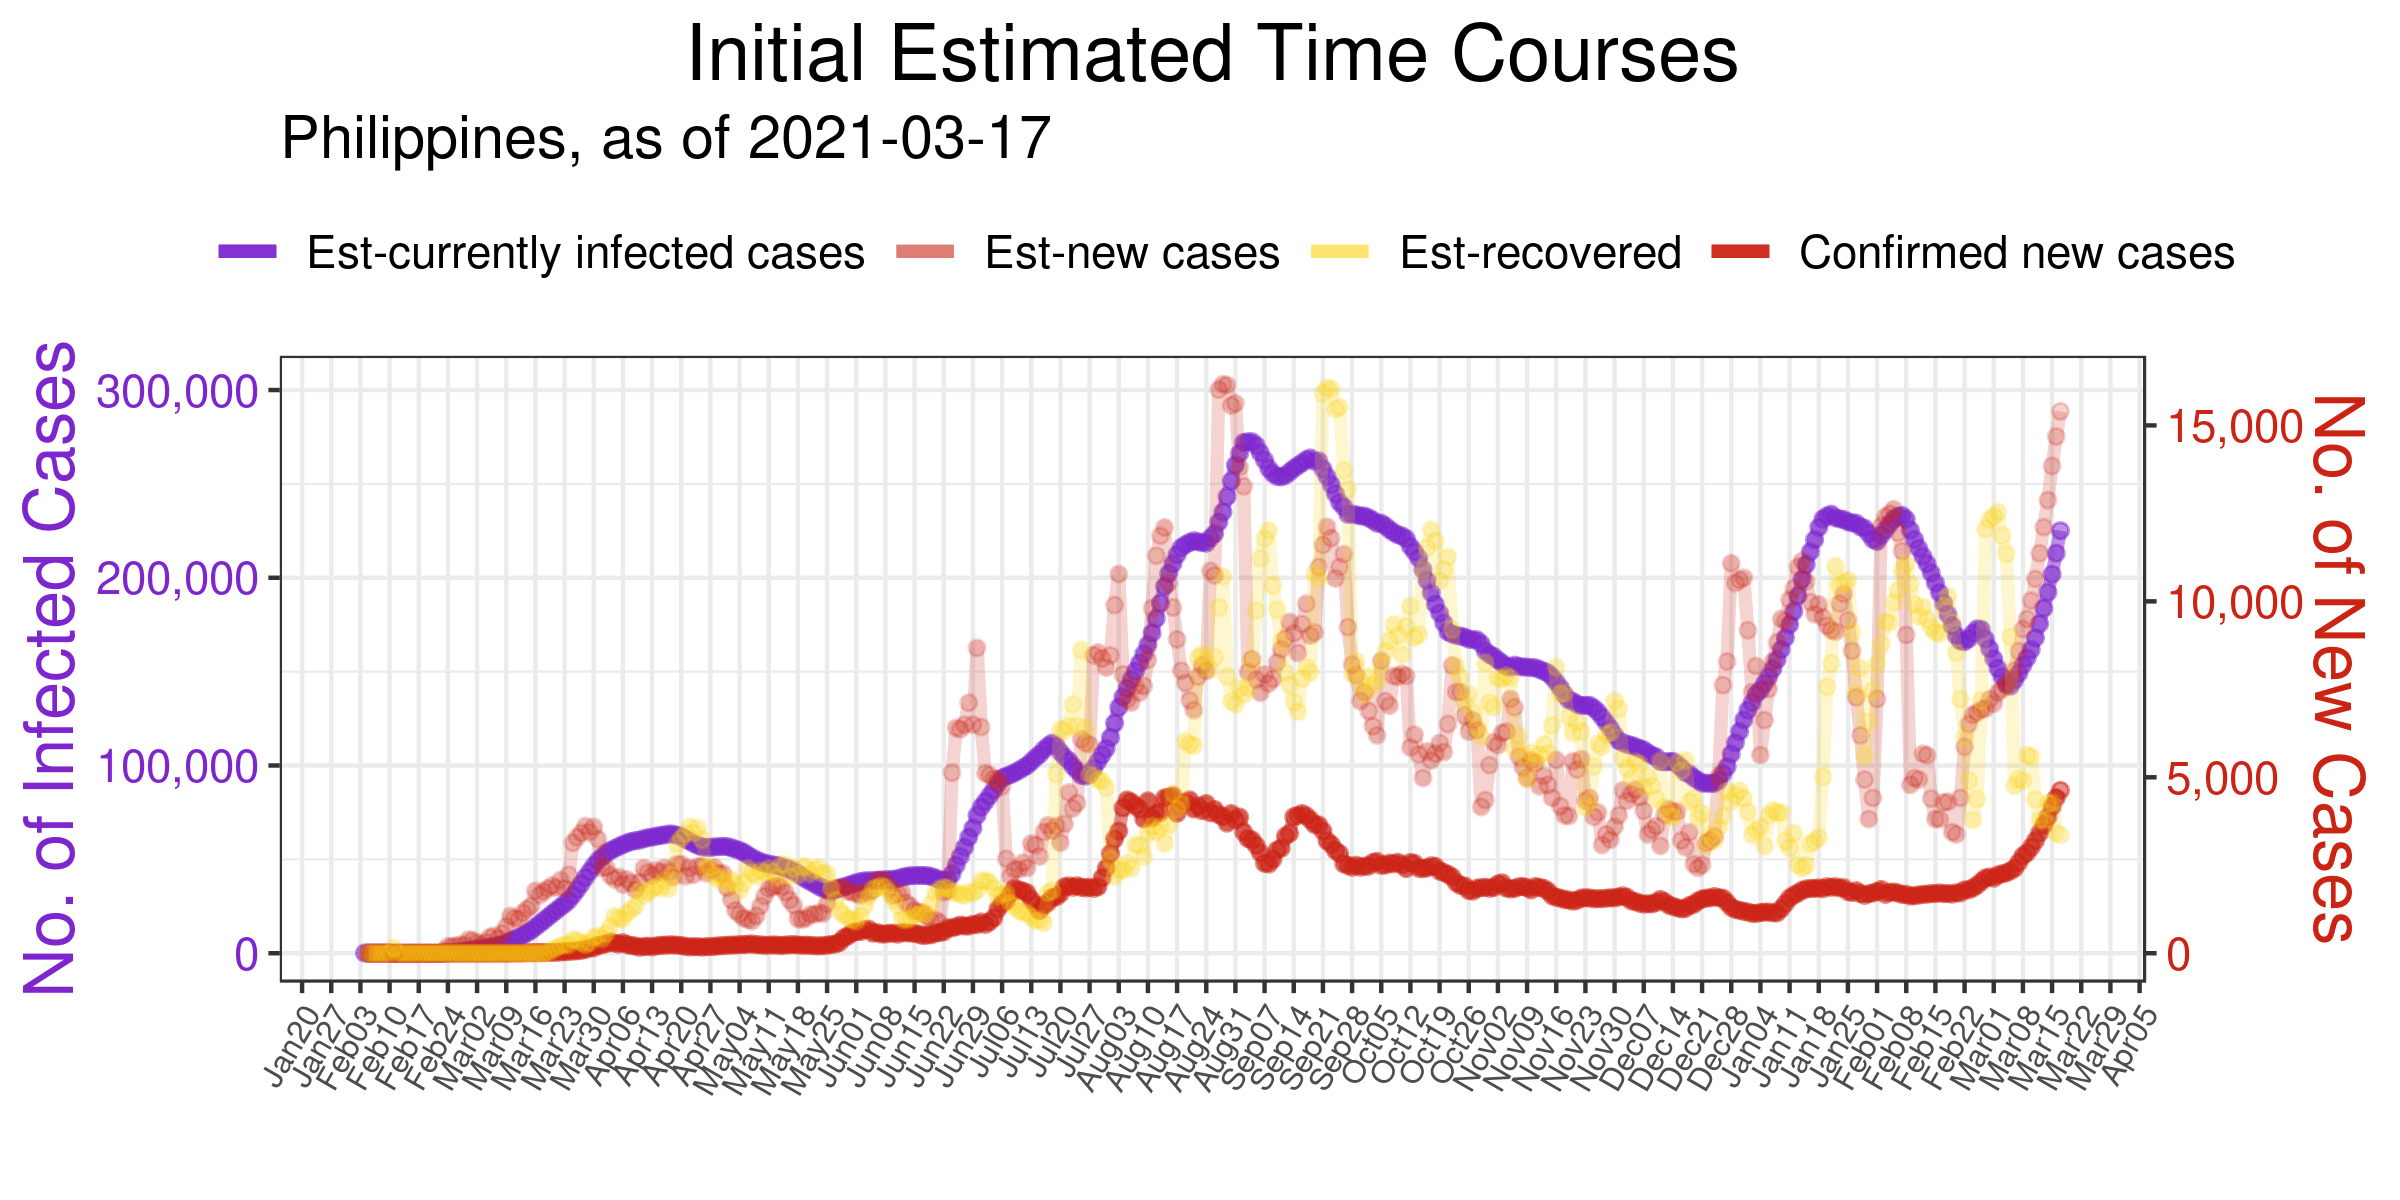 Initial Estimated Time Courses
Philippines, as of 2021-03-17
Est-currently infected cases Est-new cases Est-recovered Confirmed new cases
No. of Infected Cases
300,000
200,000
100,000
0
15,000
10,000
5,000
0
No. of New Cases
Jan20 Jan27 Feb03 Feb10 Feb17 Feb24 Mar02 Mar09 Mar16 Mar23 Mar30 Apr06 Apr13 Apr20 Apr27 May04 May11 May18 May25 Jun01 Jun08 Jun15 Jun22 Jun29 Jul06 Jul13 Jul20 Jul27 Aug03 Aug10 Aug17 Aug24 Aug31 Sep07 Sep14 Sep21 Sep28 Oct05 Oct12 Oct19 Oct26 Nov02 Nov09 Nov16 Nov23 Nov30 Dec07 Dec14 Dec21 Dec28 Jan04 Jan11 Jan18 Jan25 Feb01 Feb08 Feb15 Feb22 Mar01 Mar08 Mar15 Mar22 Mar29 Apr05